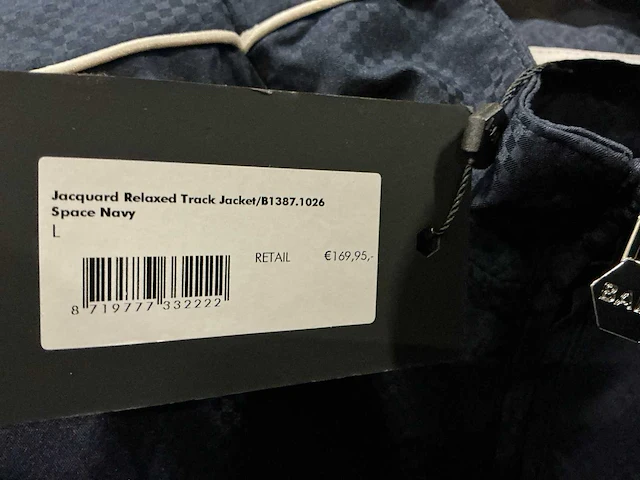 Jacquard Relaxed Track Jacket/B1387.1026
Space Navy
L
RETAIL €169,95,-
8 719777 332222